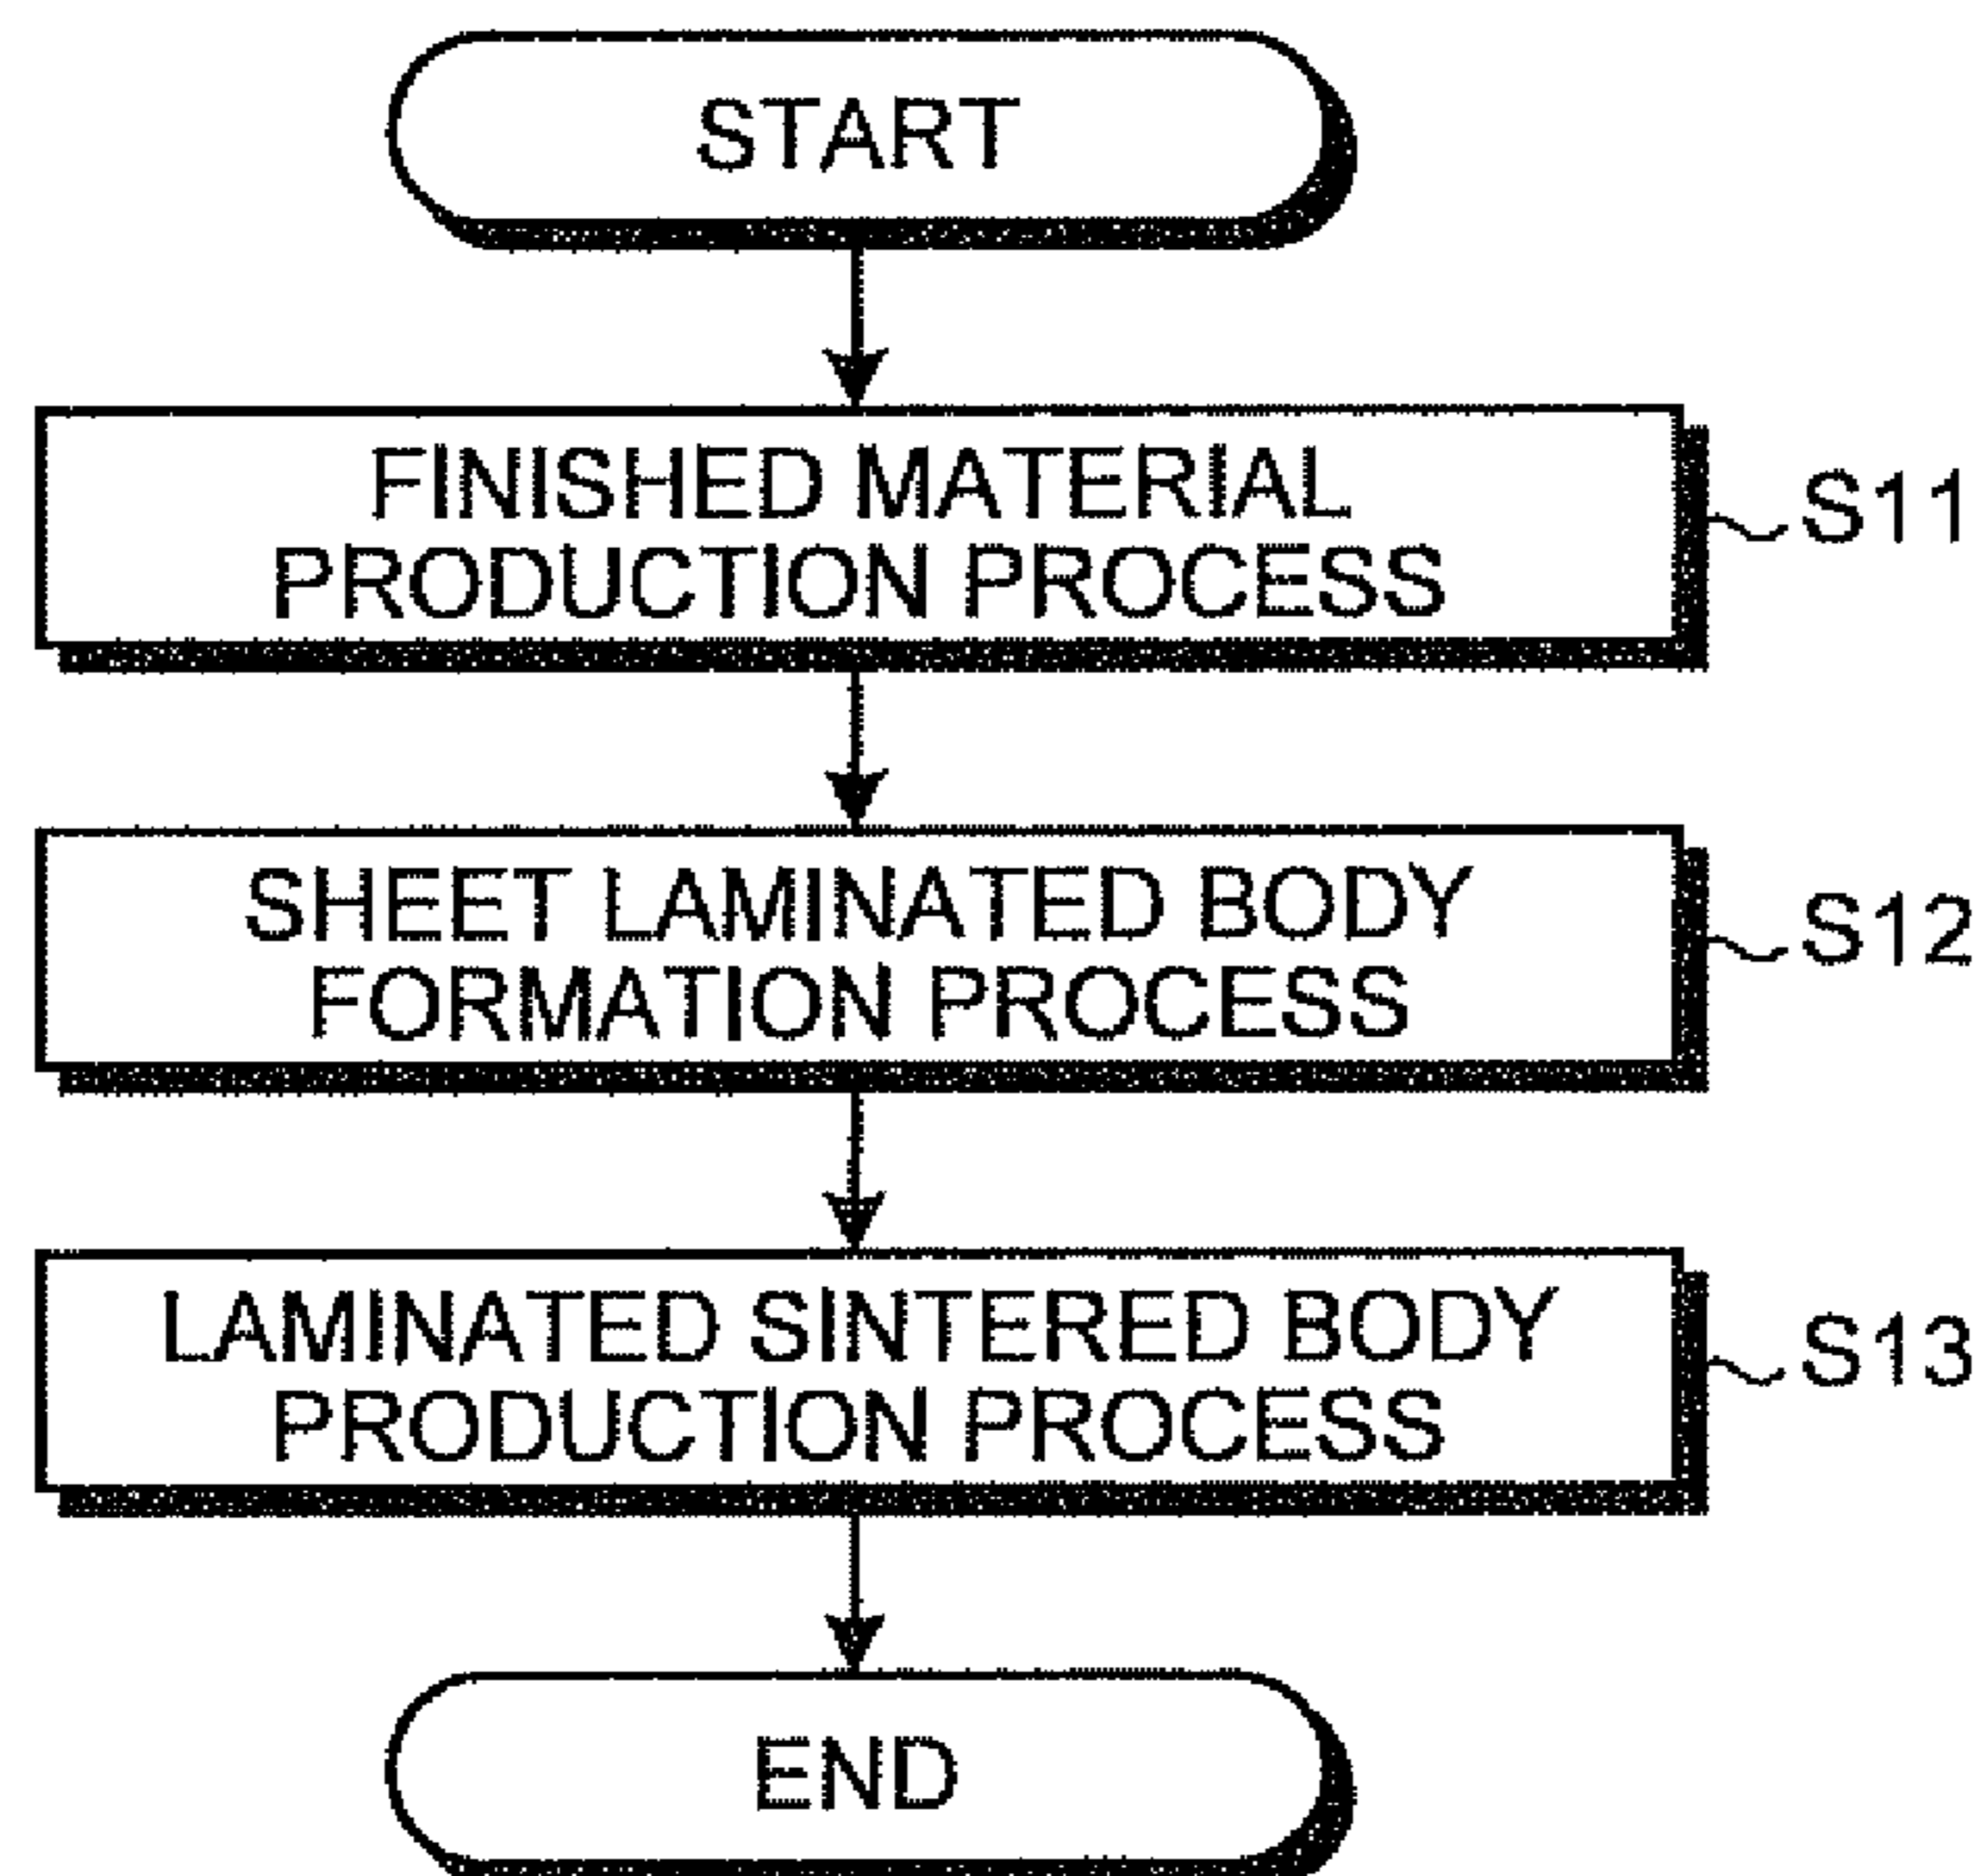 START
FINISHED MATERIAL
PRODUCTION PROCESS
S11
SHEET LAMINATED BODY
FORMATION PROCESS
S12
LAMINATED SINTERED BODY
PRODUCTION PROCESS
S13
END